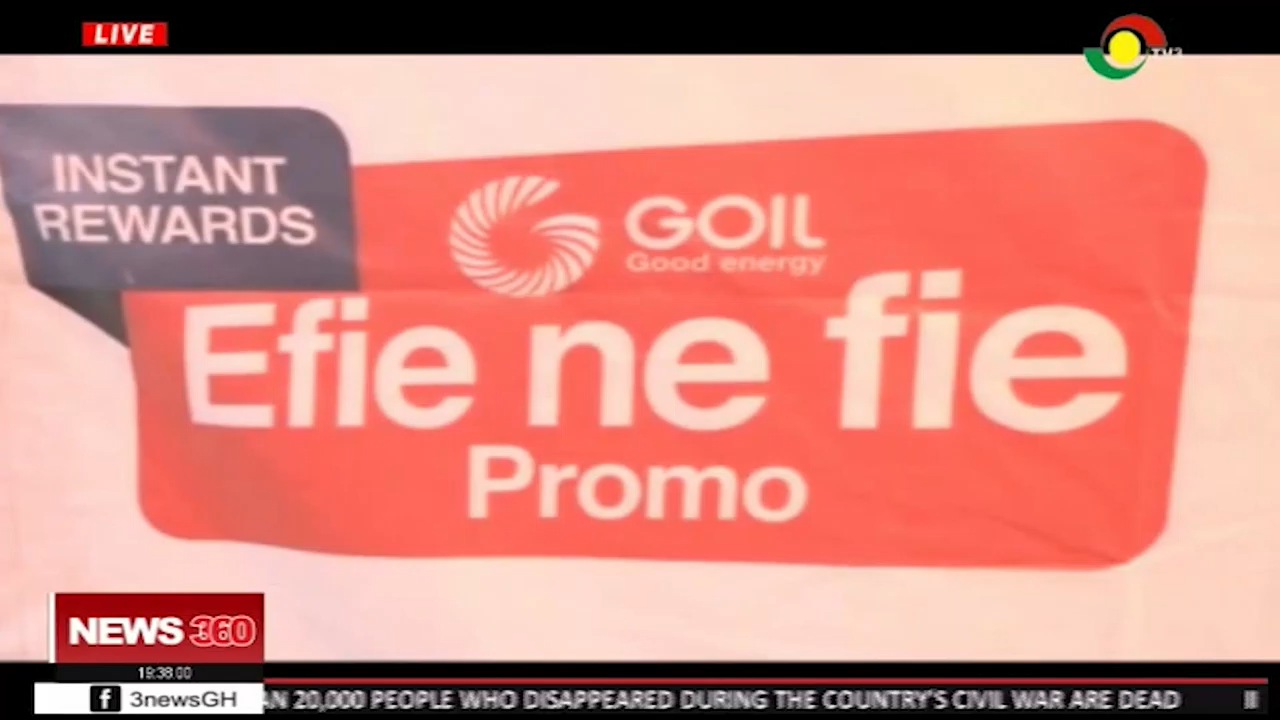 LIVE
TV3
INSTANT
REWARDS
GOIL
Good energy
Efie ne fie
Promo
NEWS 360
19:38:00
3newsGH
20,000 PEOPLE WHO DISAPPEARED DURING THE COUNTRY'S CIVIL WAR ARE DEAD